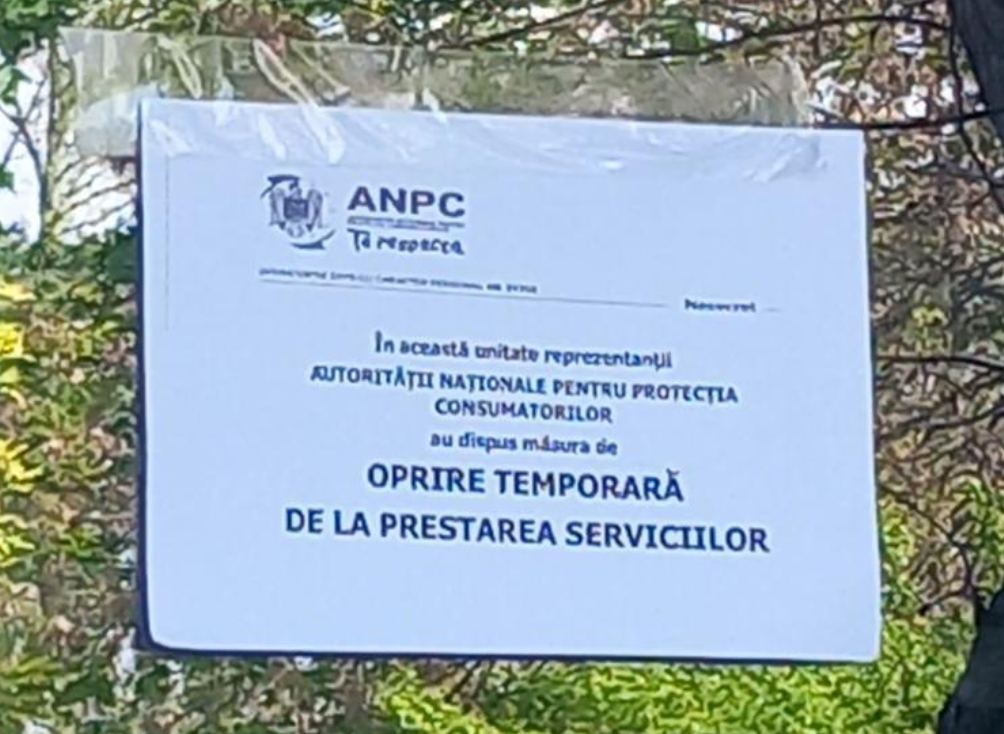 ANPC
Te respectă
Nesecret
În această unitate reprezentanții
AUTORITĂȚII NAȚIONALE PENTRU PROTECȚIA
CONSUMATORILOR
au dispus măsura de
OPRIRE TEMPORARĂ
DE LA PRESTAREA SERVICIILOR